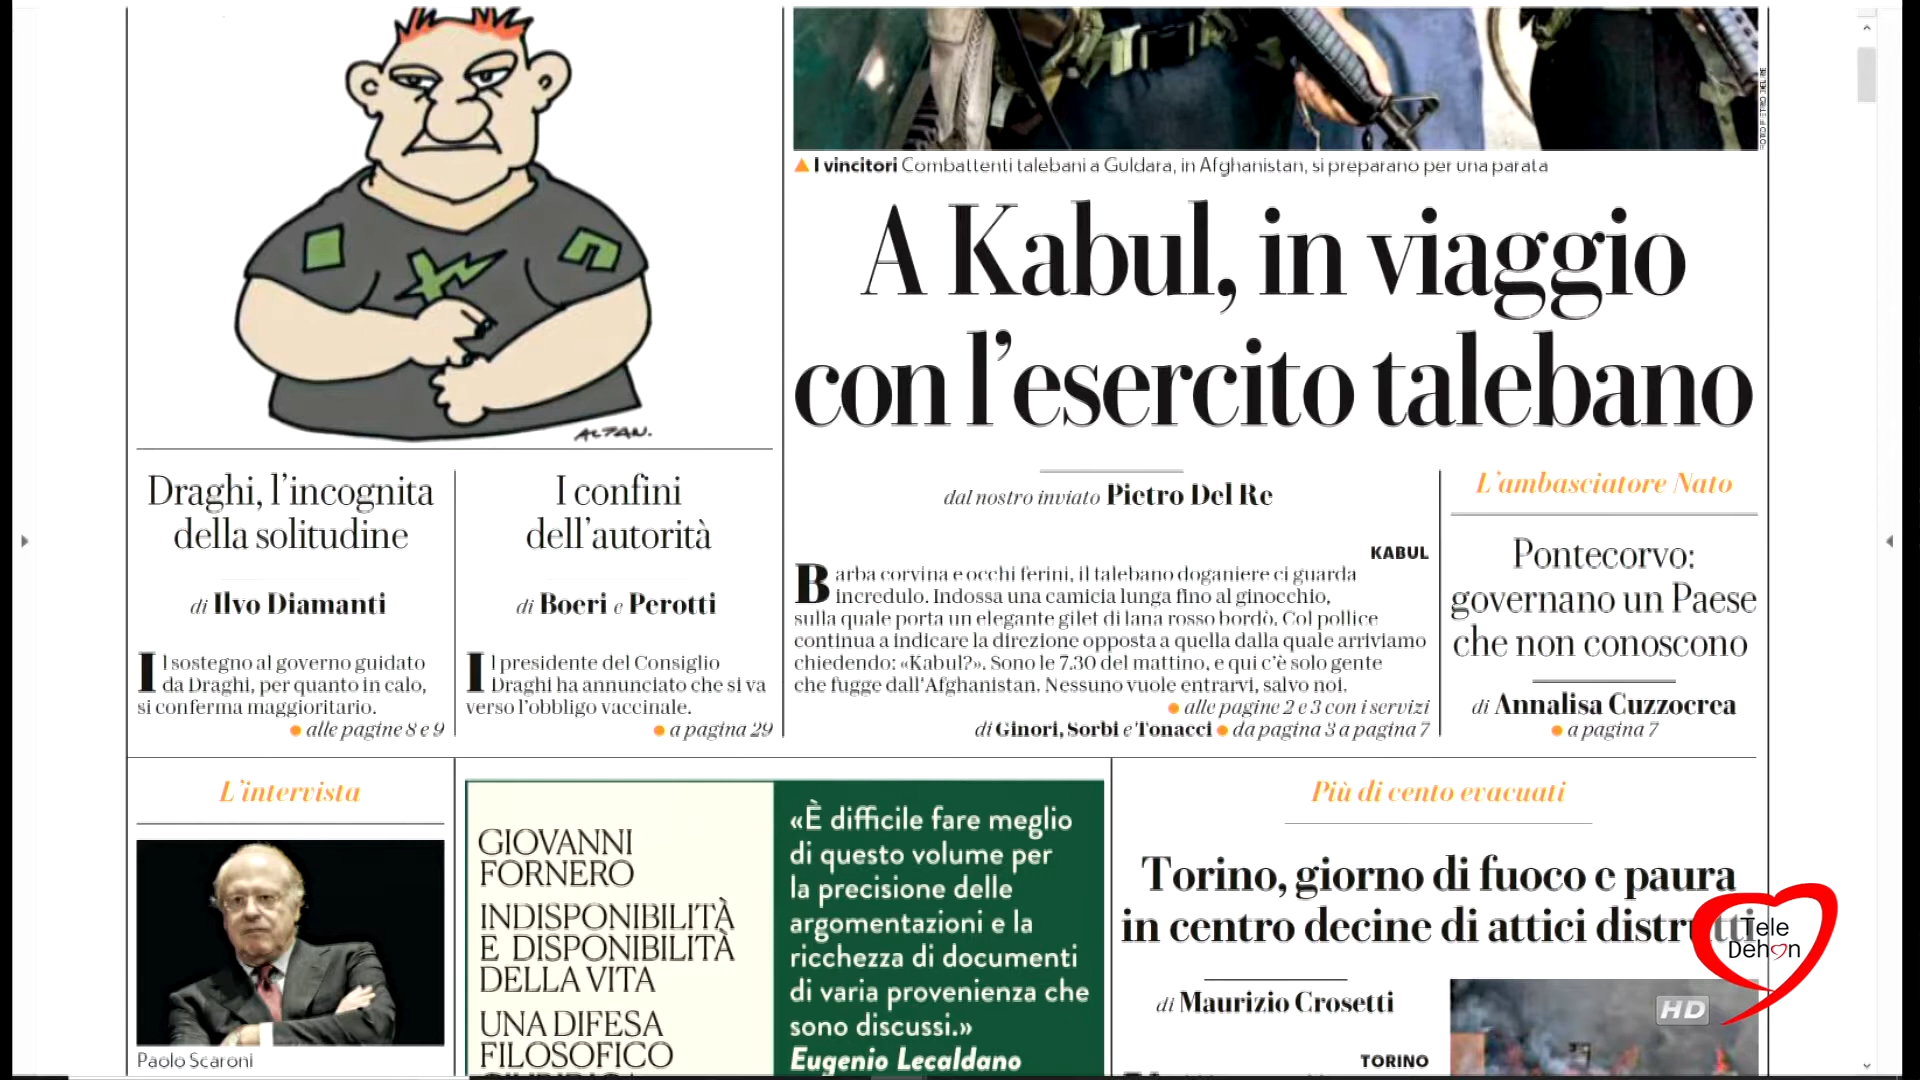 ALTAN.
▲ I vincitori Combattenti talebani a Guldara, in Afghanistan, si preparano per una parata
A Kabul, in viaggio
con l'esercito talebano
Draghi, l'incognita
della solitudine
di Ilvo Diamanti
Il sostegno al governo guidato
da Draghi, per quanto in calo,
si conferma maggioritario.
● alle pagine 8 e 9
I confini
dell'autorità
di Boeri e Perotti
Il presidente del Consiglio
Draghi ha annunciato che si va
verso l'obbligo vaccinale.
● a pagina 29
dal nostro inviato Pietro Del Re
KABUL
Barba corvina e occhi ferini, il talebano doganiere ci guarda
incredulo. Indossa una camicia lunga fino al ginocchio,
sulla quale porta un elegante gilet di lana rosso bordò. Col pollice
continua a indicare la direzione opposta a quella dalla quale arriviamo
chiedendo: «Kabul?». Sono le 7.30 del mattino, e qui c'è solo gente
che fugge dall'Afghanistan. Nessuno vuole entrarvi, salvo noi.
● alle pagine 2 e 3 con i servizi
di Ginori, Sorbi e Tonacci ● da pagina 3 a pagina 7
L'ambasciatore Nato
Pontecorvo:
governano un Paese
che non conoscono
di Annalisa Cuzzocrea
● a pagina 7
L'intervista
Paolo Scaroni
GIOVANNI
FORNERO
INDISPONIBILITÀ
E DISPONIBILITÀ
DELLA VITA
UNA DIFESA
FILOSOFICO
«È difficile fare meglio
di questo volume per
la precisione delle
argomentazioni e la
ricchezza di documenti
di varia provenienza che
sono discussi.»
Eugenio Lecaldano
Più di cento evacuati
Torino, giorno di fuoco e paura
in centro decine di attici distrutti
di Maurizio Crosetti
TORINO
Tele
Dehon
HD